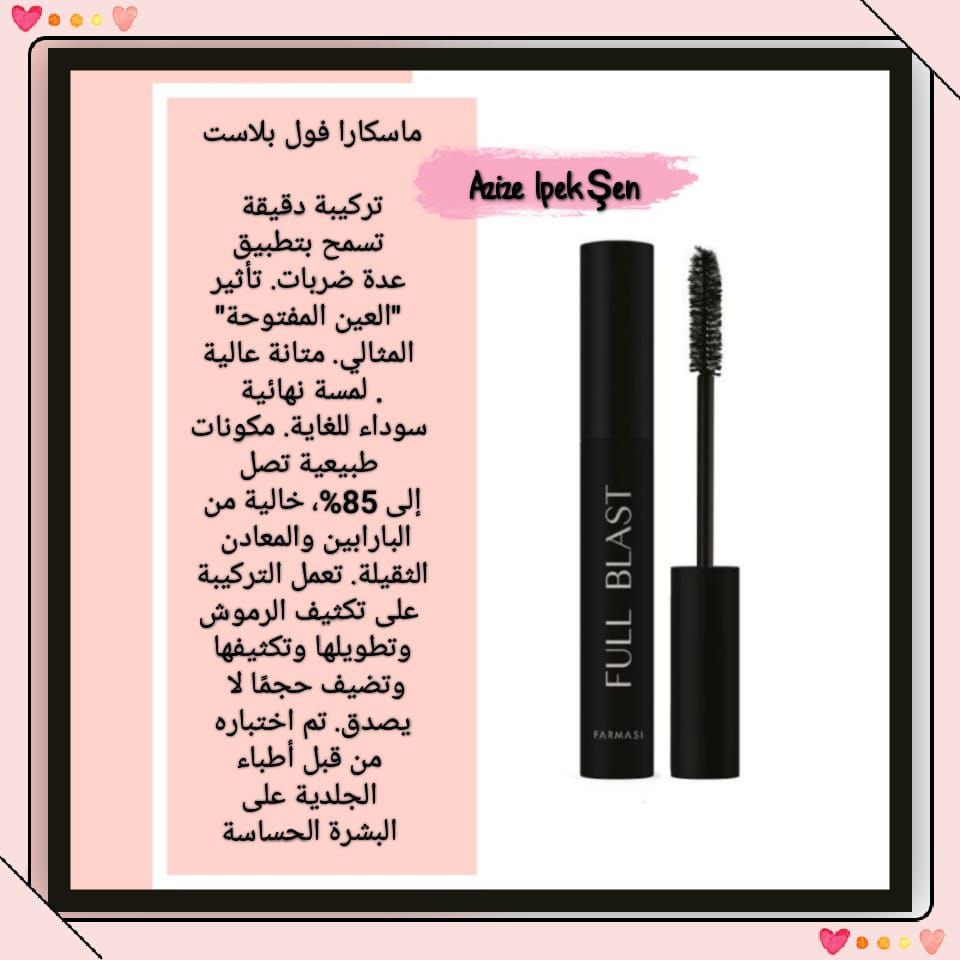 ماسكارا فول بلاست
Azize Ipek Şen
تركيبة دقيقة
تسمح بتطبيق
عدة ضربات. تأثير
"العين المفتوحة"
المثالي. متانة عالية
. لمسة نهائية
سوداء للغاية. مكونات
طبيعية تصل
إلى 85%، خالية من
البارابين والمعادن
الثقيلة. تعمل التركيبة
على تكثيف الرموش
وتطويلها وتكثيفها
وتضيف حجمًا لا
يصدق. تم اختباره
من قبل أطباء
الجلدية على
البشرة الحساسة
FULL BLAST
FARMASI